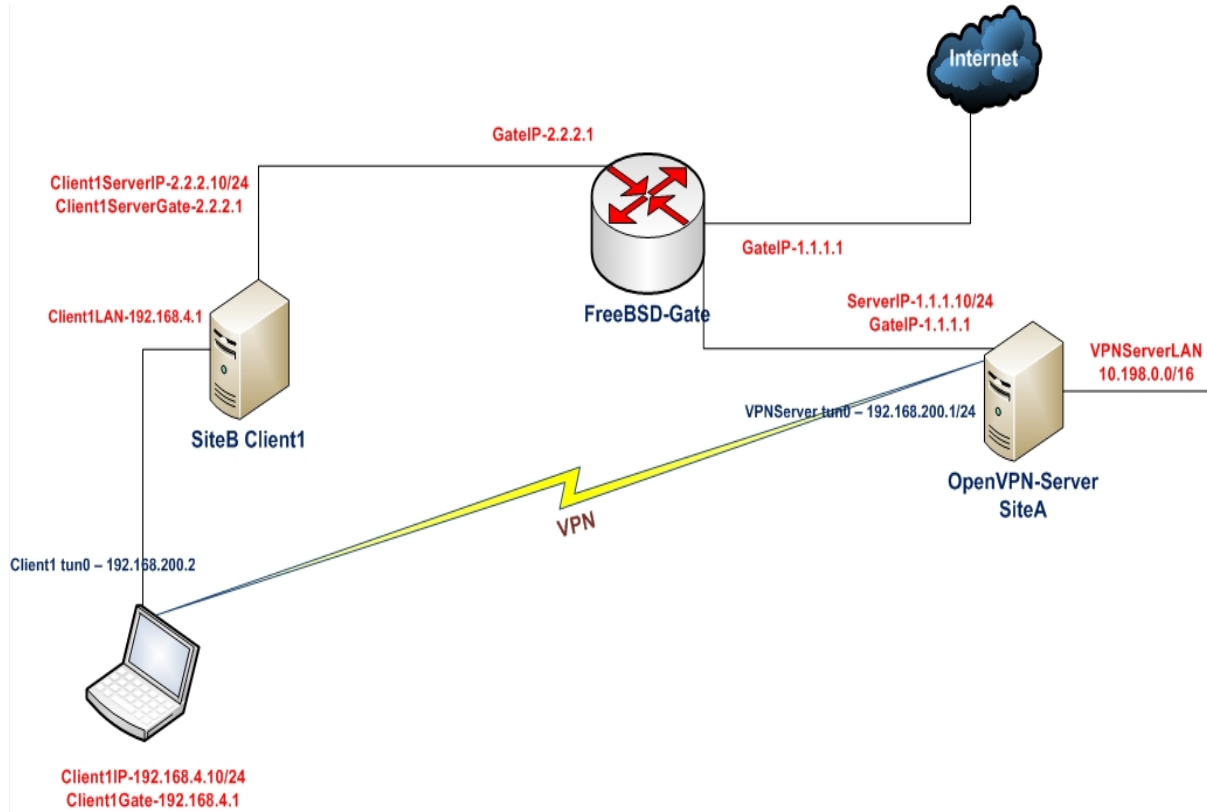 Internet
GateIP-2.2.2.1
Client1ServerIP-2.2.2.10/24
Client1ServerGate-2.2.2.1
GateIP-1.1.1.1
FreeBSD-Gate
Client1LAN-192.168.4.1
ServerIP-1.1.1.10/24
GateIP-1.1.1.1
VPNServerLAN
10.198.0.0/16
VPNServer tun0 – 192.168.200.1/24
SiteB Client1
OpenVPN-Server
SiteA
VPN
Client1 tun0 – 192.168.200.2
Client1IP-192.168.4.10/24
Client1Gate-192.168.4.1